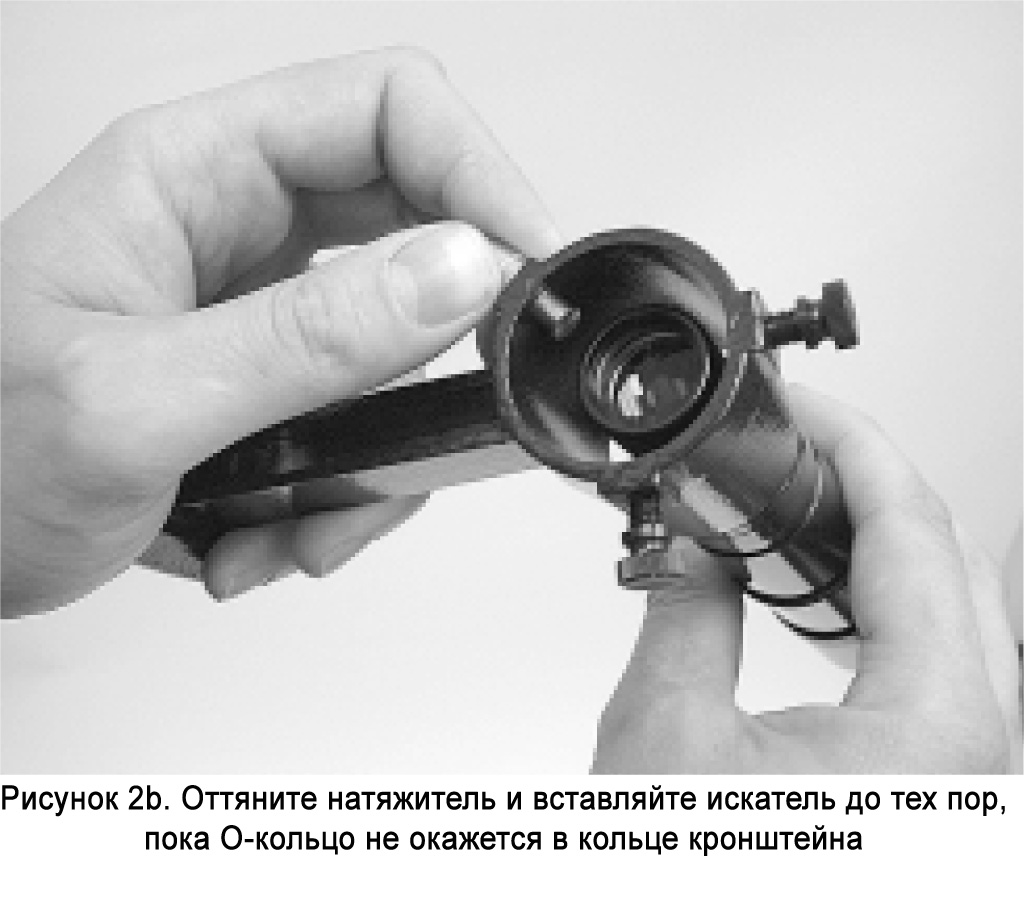 Рисунок 2b. Оттяните натяжитель и вставляйте искатель до тех пор,
пока О-кольцо не окажется в кольце кронштейна